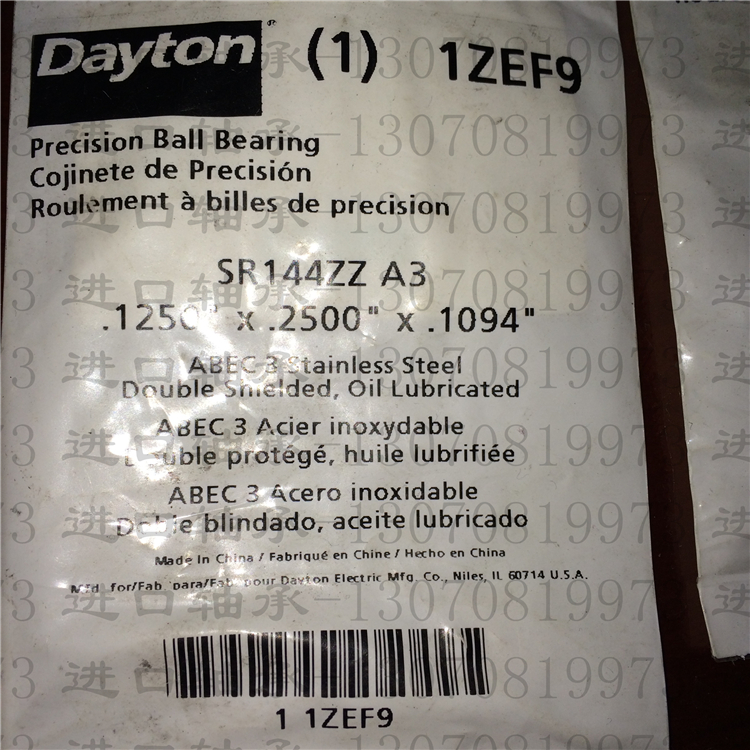 Dayton® (1) 1ZEF9
Precision Ball Bearing
Cojinete de Precisión
Roulement à billes de precision
SR144ZZ A3
.1250" x .2500" x .1094"
ABEC 3 Stainless Steel
Double Shielded, Oil Lubricated
ABEC 3 Acier inoxydable
Double protégé, huile lubrifiée
ABEC 3 Acero inoxidable
Doble blindado, aceite lubricado
Made In China / Fabriqué en Chine / Hecho en China
Mfd. for/Fab para/Fab pour Dayton Electric Mfg. Co., Niles, IL 60714 U.S.A.
1 1ZEF9
进口轴承-13070819973